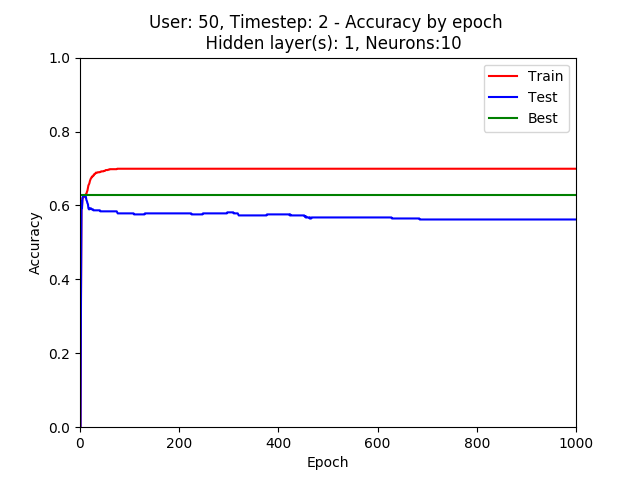 User: 50, Timestep: 2 - Accuracy by epoch
Hidden layer(s): 1, Neurons:10
1.0
0.8
0.6
0.4
0.2
0.0
Accuracy
Train
Test
Best
0 200 400 600 800 1000
Epoch